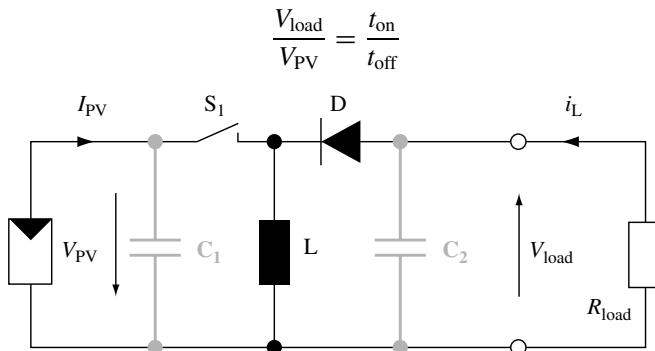 V_load / V_PV = t_on / t_off
I_PV S_1 D i_L
V_PV C_1 L C_2 V_load
R_load